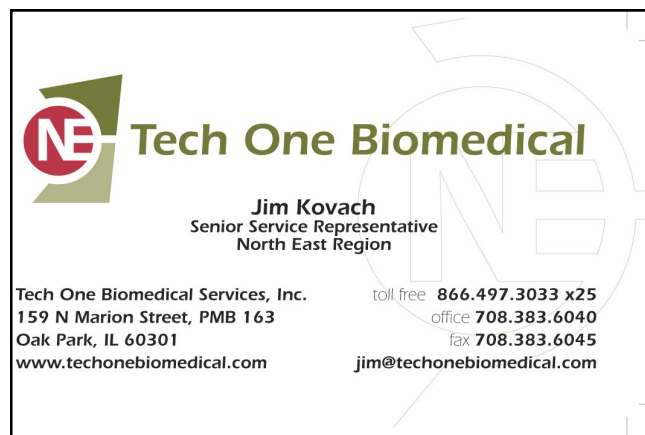 NE Tech One Biomedical
Jim Kovach
Senior Service Representative
North East Region
Tech One Biomedical Services, Inc.
159 N Marion Street, PMB 163
Oak Park, IL 60301
www.techonebiomedical.com
toll free 866.497.3033 x25
office 708.383.6040
fax 708.383.6045
jim@techonebiomedical.com